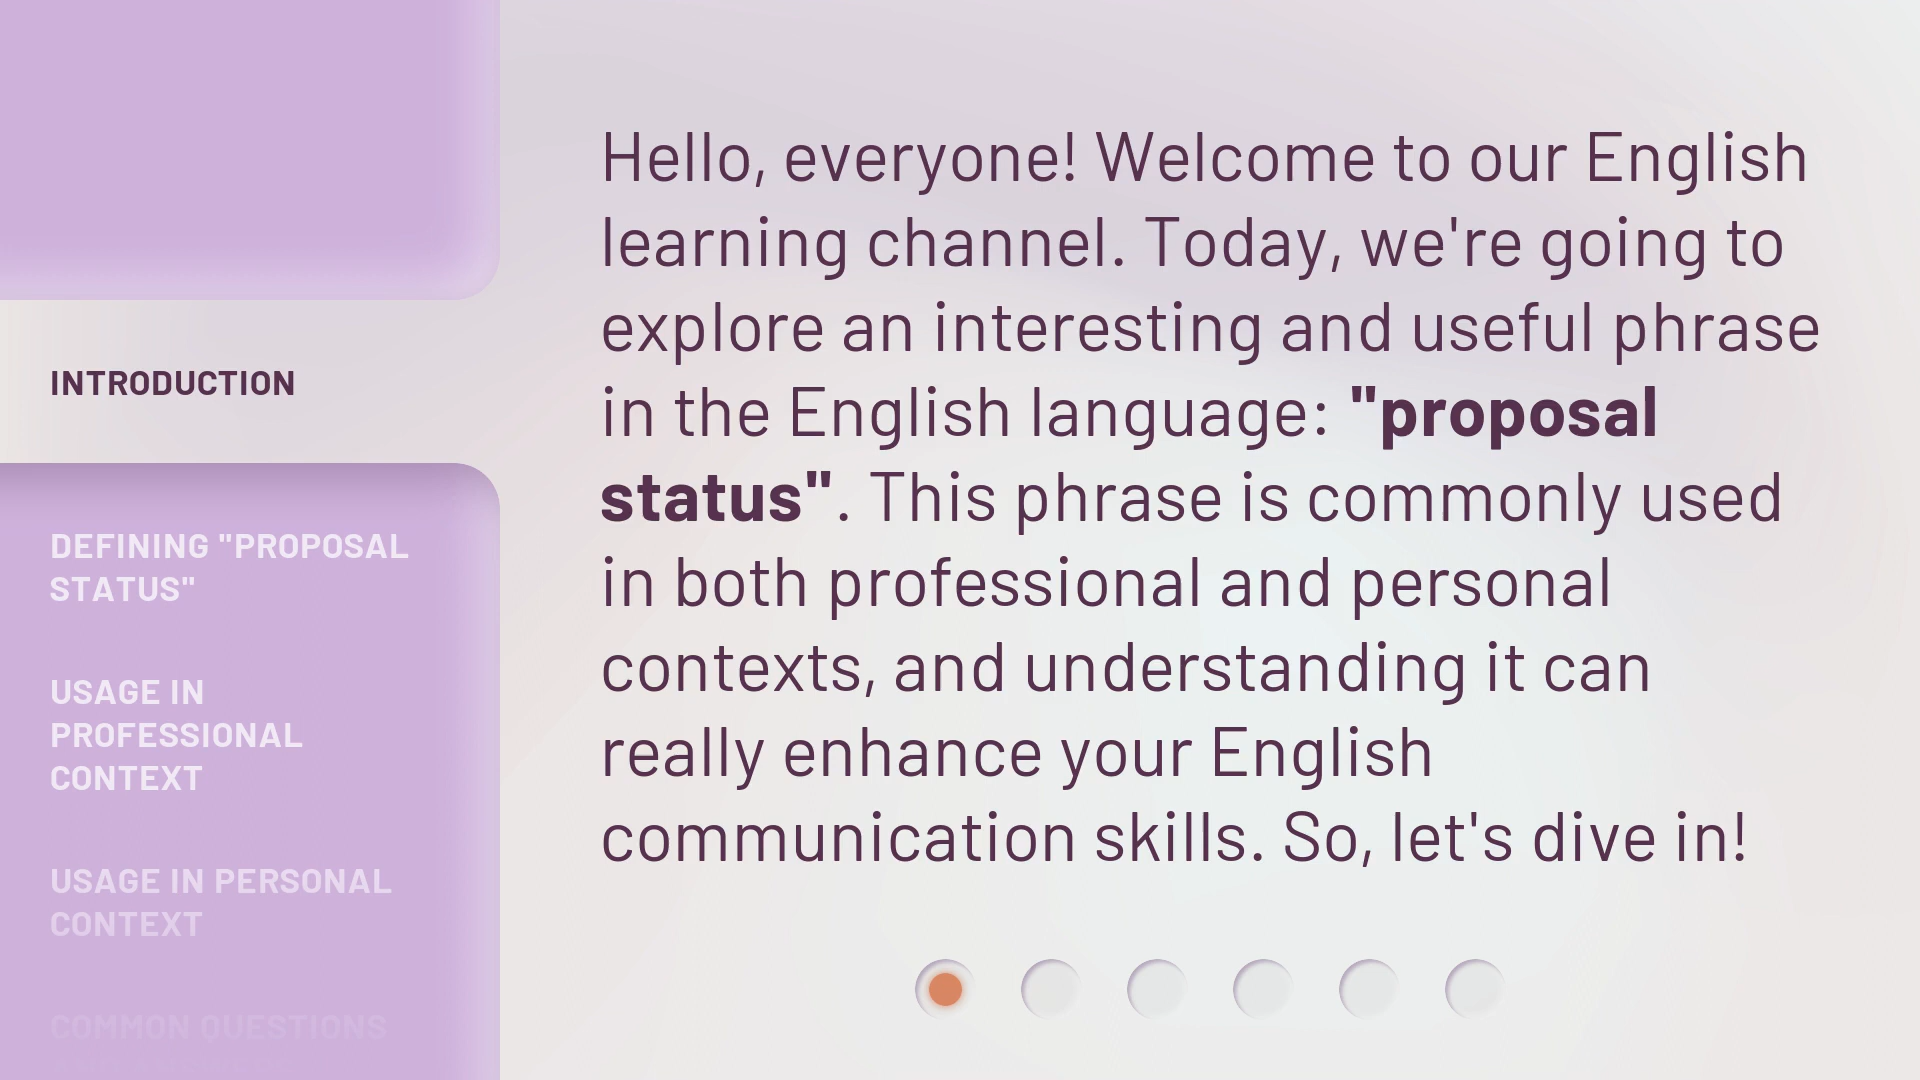 INTRODUCTION
DEFINING "PROPOSAL
STATUS"
USAGE IN
PROFESSIONAL
CONTEXT
USAGE IN PERSONAL
CONTEXT
COMMON QUESTIONS
Hello, everyone! Welcome to our English
learning channel. Today, we're going to
explore an interesting and useful phrase
in the English language: "proposal
status". This phrase is commonly used
in both professional and personal
contexts, and understanding it can
really enhance your English
communication skills. So, let's dive in!